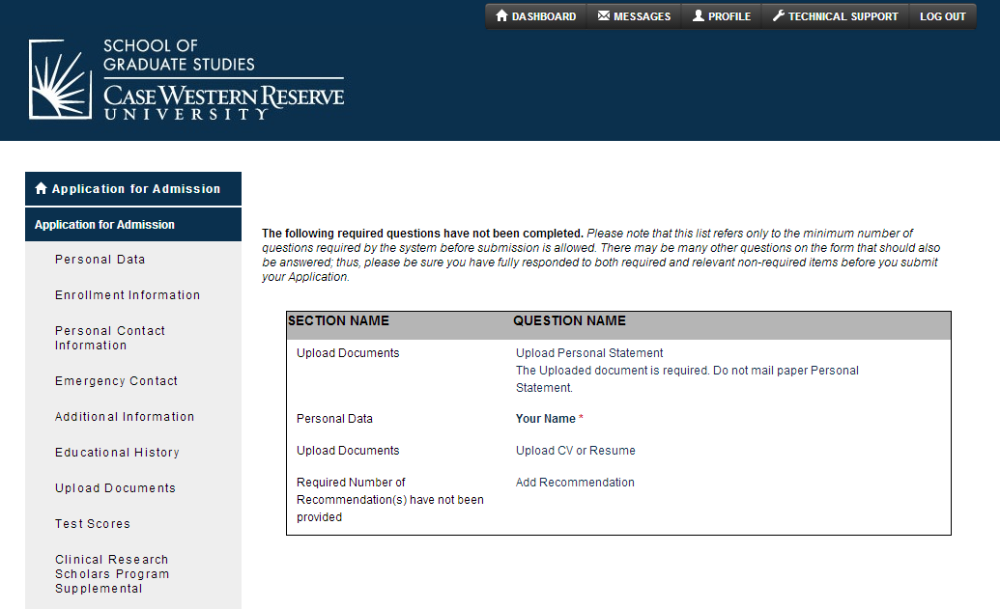 DASHBOARD MESSAGES PROFILE TECHNICAL SUPPORT LOG OUT
SCHOOL OF
GRADUATE STUDIES
CASE WESTERN RESERVE
UNIVERSITY
Application for Admission
Application for Admission
Personal Data
Enrollment Information
Personal Contact
Information
Emergency Contact
Additional Information
Educational History
Upload Documents
Test Scores
Clinical Research
Scholars Program
Supplemental
The following required questions have not been completed. Please note that this list refers only to the minimum number of
questions required by the system before submission is allowed. There may be many other questions on the form that should also
be answered; thus, please be sure you have fully responded to both required and relevant non-required items before you submit
your Application.
SECTION NAME QUESTION NAME
Upload Documents Upload Personal Statement
The Uploaded document is required. Do not mail paper Personal
Statement.
Personal Data Your Name *
Upload Documents Upload CV or Resume
Required Number of Add Recommendation
Recommendation(s) have not been
provided